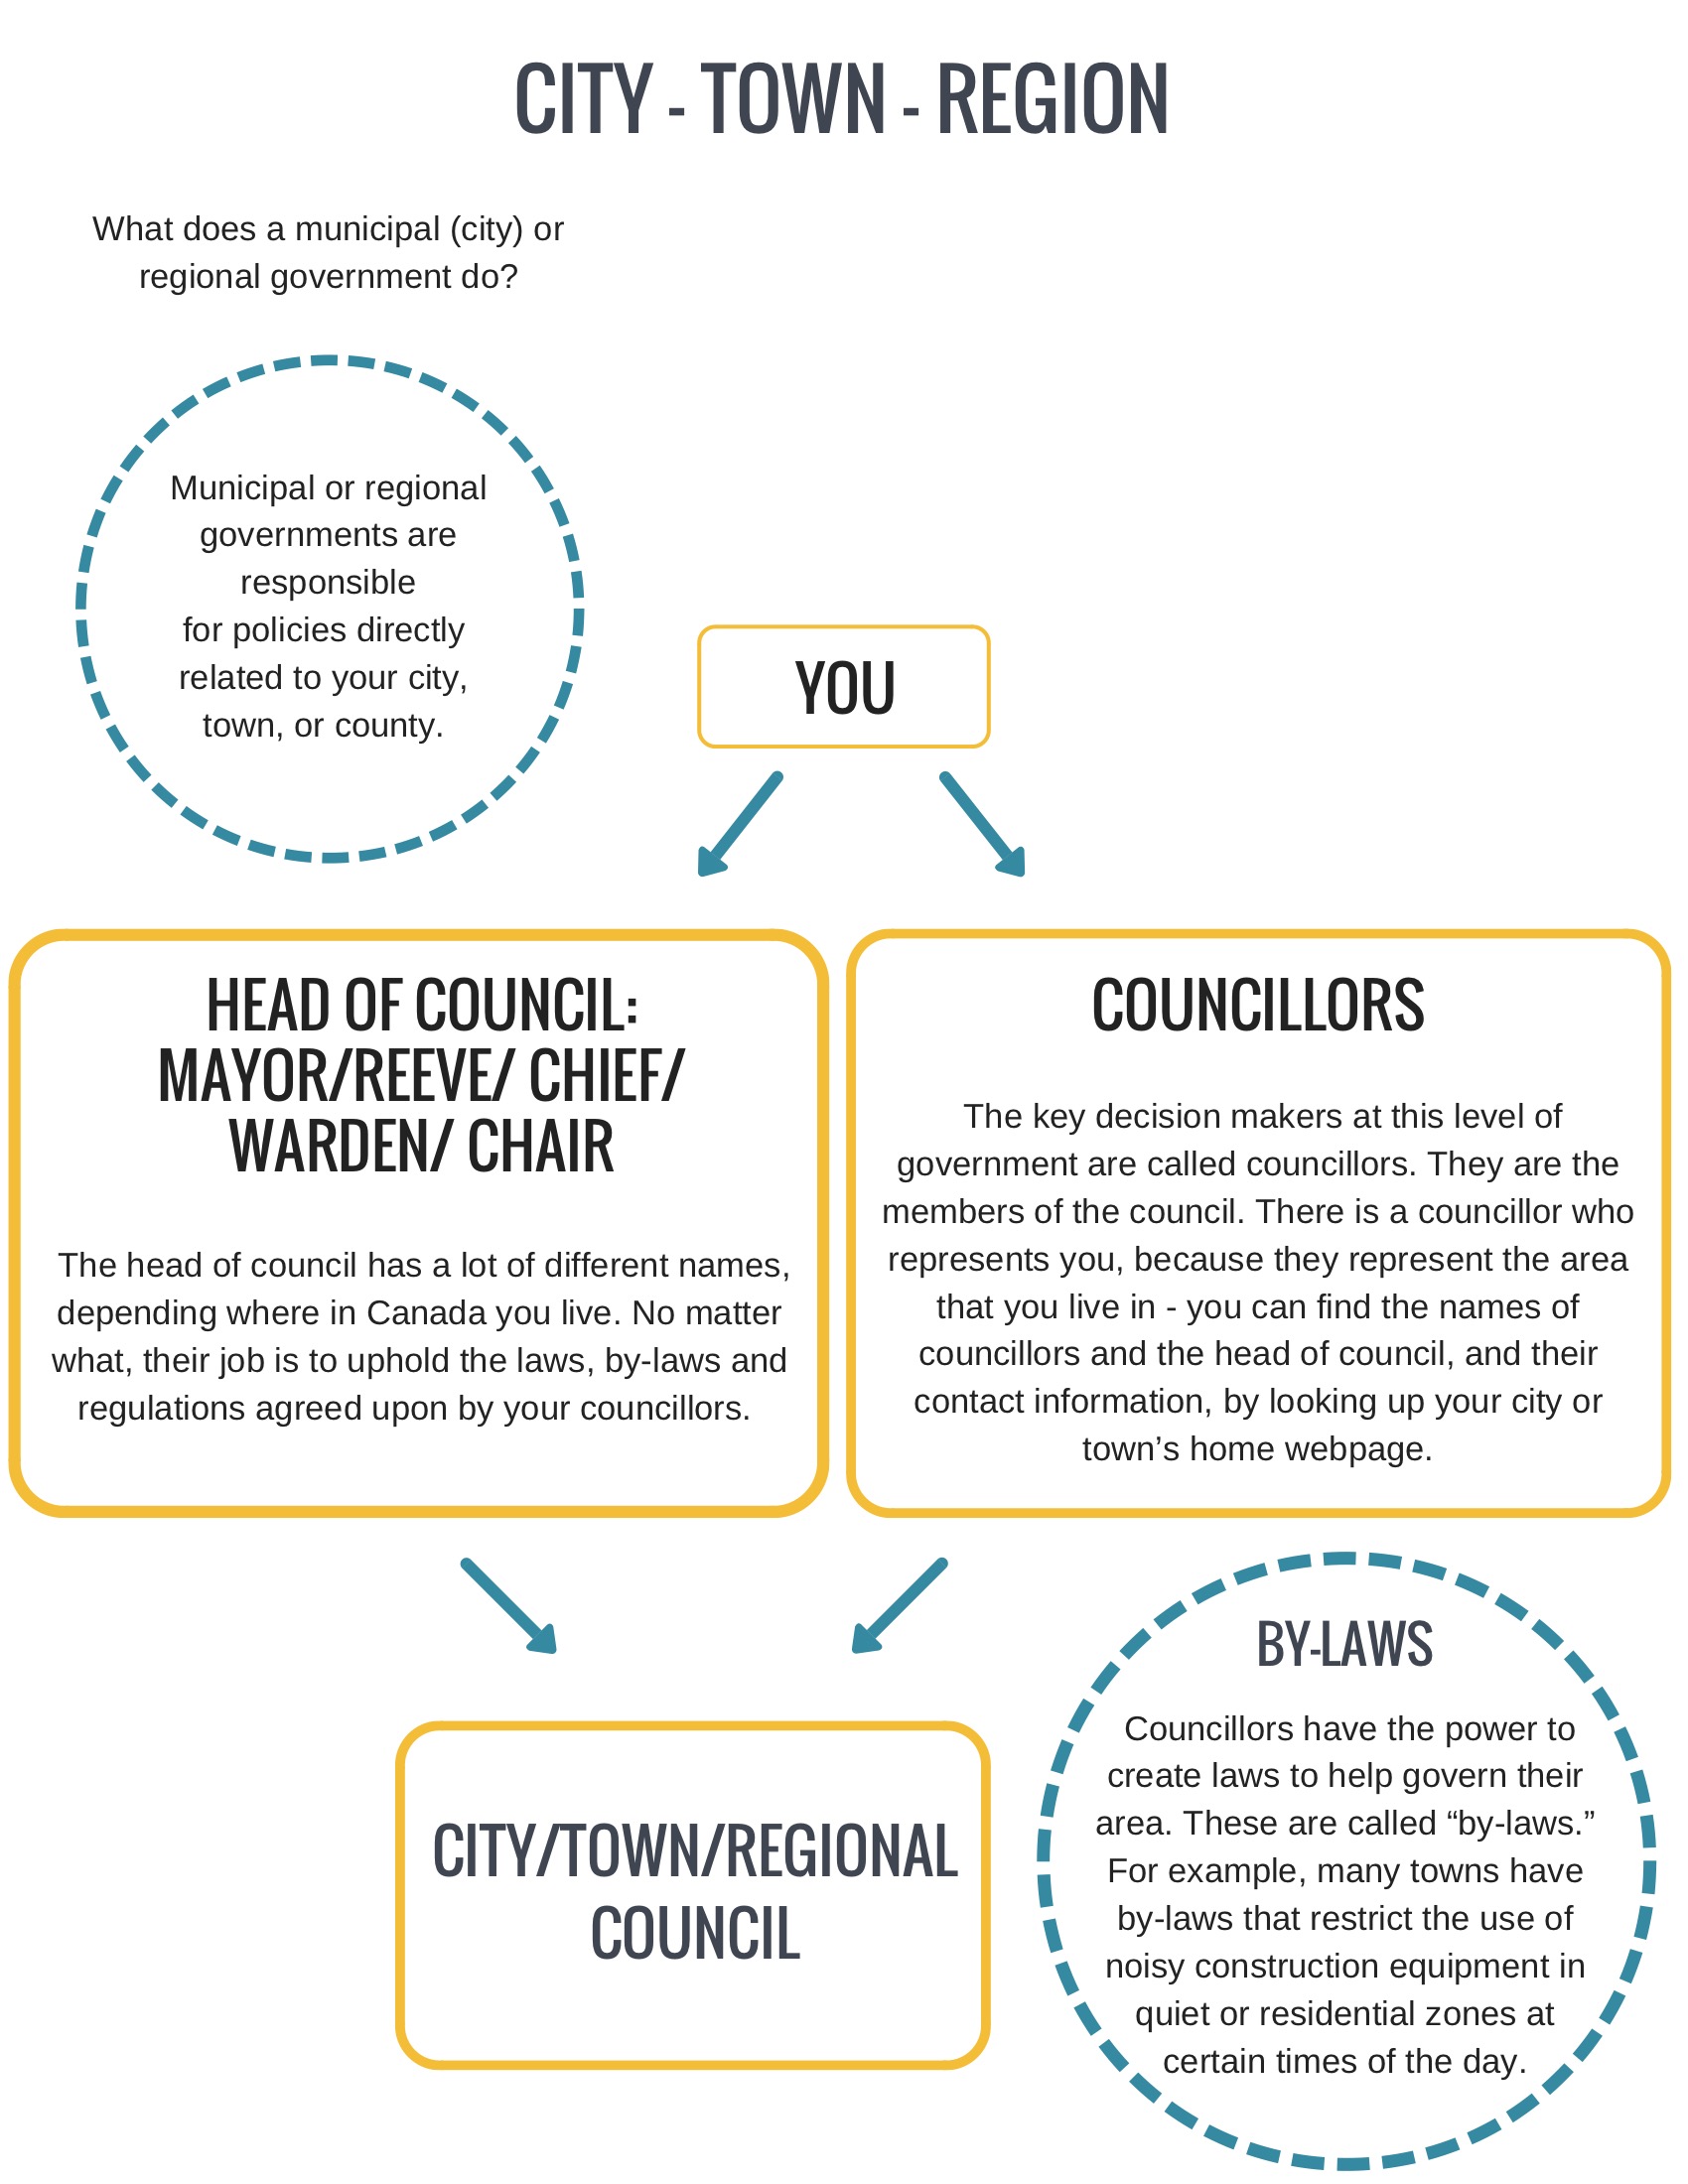 CITY - TOWN - REGION
What does a municipal (city) or
regional government do?
Municipal or regional
governments are
responsible
for policies directly
related to your city,
town, or county.
YOU
HEAD OF COUNCIL:
MAYOR/REEVE/ CHIEF/
WARDEN/ CHAIR
The head of council has a lot of different names,
depending where in Canada you live. No matter
what, their job is to uphold the laws, by-laws and
regulations agreed upon by your councillors.
COUNCILLORS
The key decision makers at this level of
government are called councillors. They are the
members of the council. There is a councillor who
represents you, because they represent the area
that you live in - you can find the names of
councillors and the head of council, and their
contact information, by looking up your city or
town’s home webpage.
CITY/TOWN/REGIONAL
COUNCIL
BY-LAWS
Councillors have the power to
create laws to help govern their
area. These are called “by-laws.”
For example, many towns have
by-laws that restrict the use of
noisy construction equipment in
quiet or residential zones at
certain times of the day.